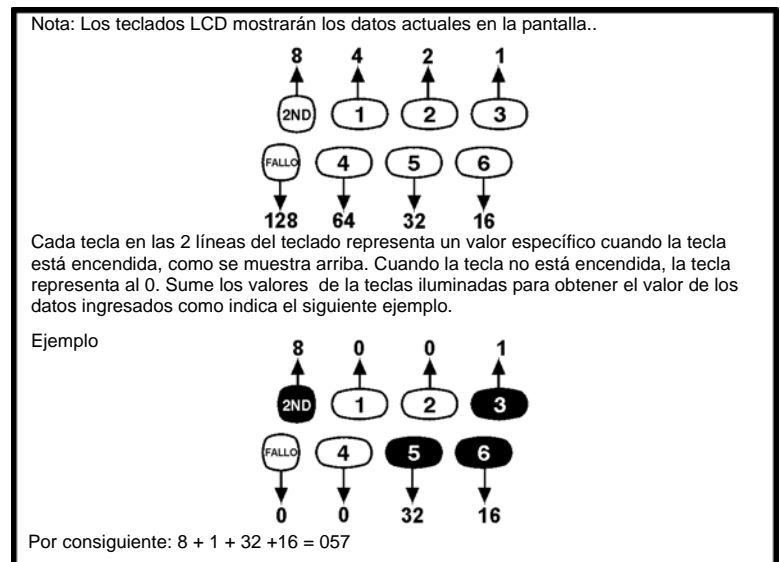 Nota: Los teclados LCD mostrarán los datos actuales en la pantalla..
8 4 2 1
2ND 1 2 3
FALLO 4 5 6
128 64 32 16
Cada tecla en las 2 líneas del teclado representa un valor específico cuando la tecla
está encendida, como se muestra arriba. Cuando la tecla no está encendida, la tecla
representa al 0. Sume los valores de la teclas iluminadas para obtener el valor de los
datos ingresados como indica el siguiente ejemplo.
Ejemplo
8 0 0 1
2ND 1 2 3
FALLO 4 5 6
0 0 32 16
Por consiguiente: 8 + 1 + 32 +16 = 057